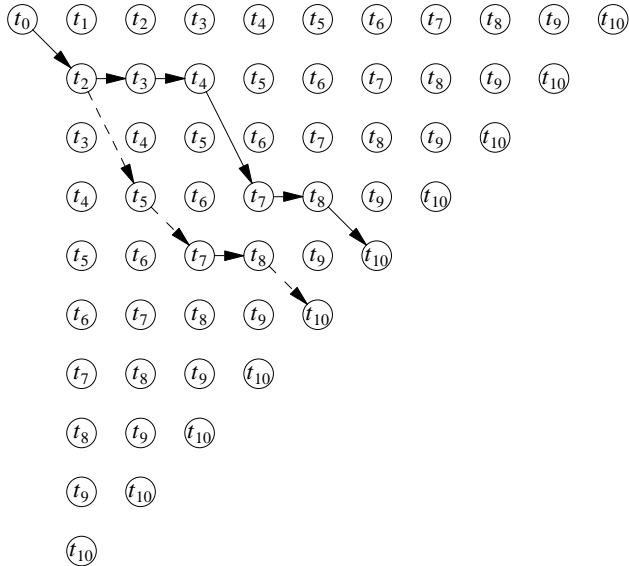 t0 t1 t2 t3 t4 t5 t6 t7 t8 t9 t10
t2 t3 t4 t5 t6 t7 t8 t9 t10
t3 t4 t5 t6 t7 t8 t9 t10
t4 t5 t6 t7 t8 t9 t10
t5 t6 t7 t8 t9 t10
t6 t7 t8 t9 t10
t7 t8 t9 t10
t8 t9 t10
t9 t10
t10